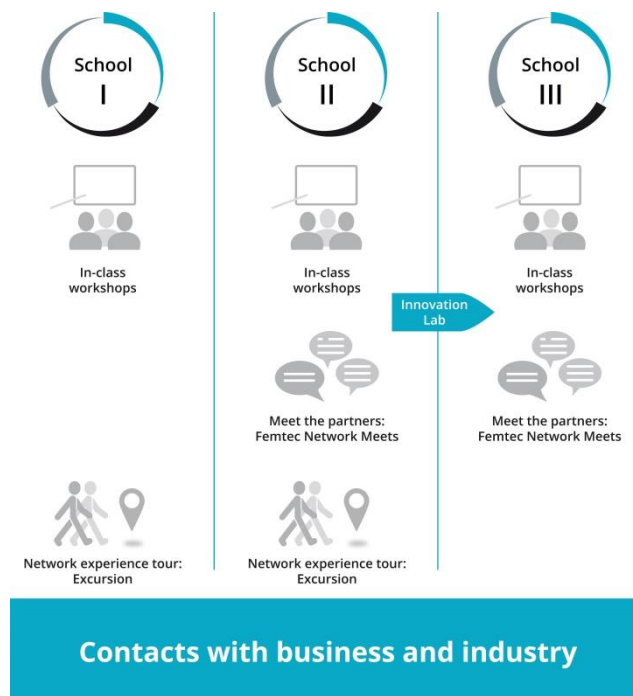 School
I
School
II
School
III
In-class
workshops
In-class
workshops
In-class
workshops
Innovation
Lab
Meet the partners:
Femtec Network Meets
Meet the partners:
Femtec Network Meets
Network experience tour:
Excursion
Network experience tour:
Excursion
Contacts with business and industry